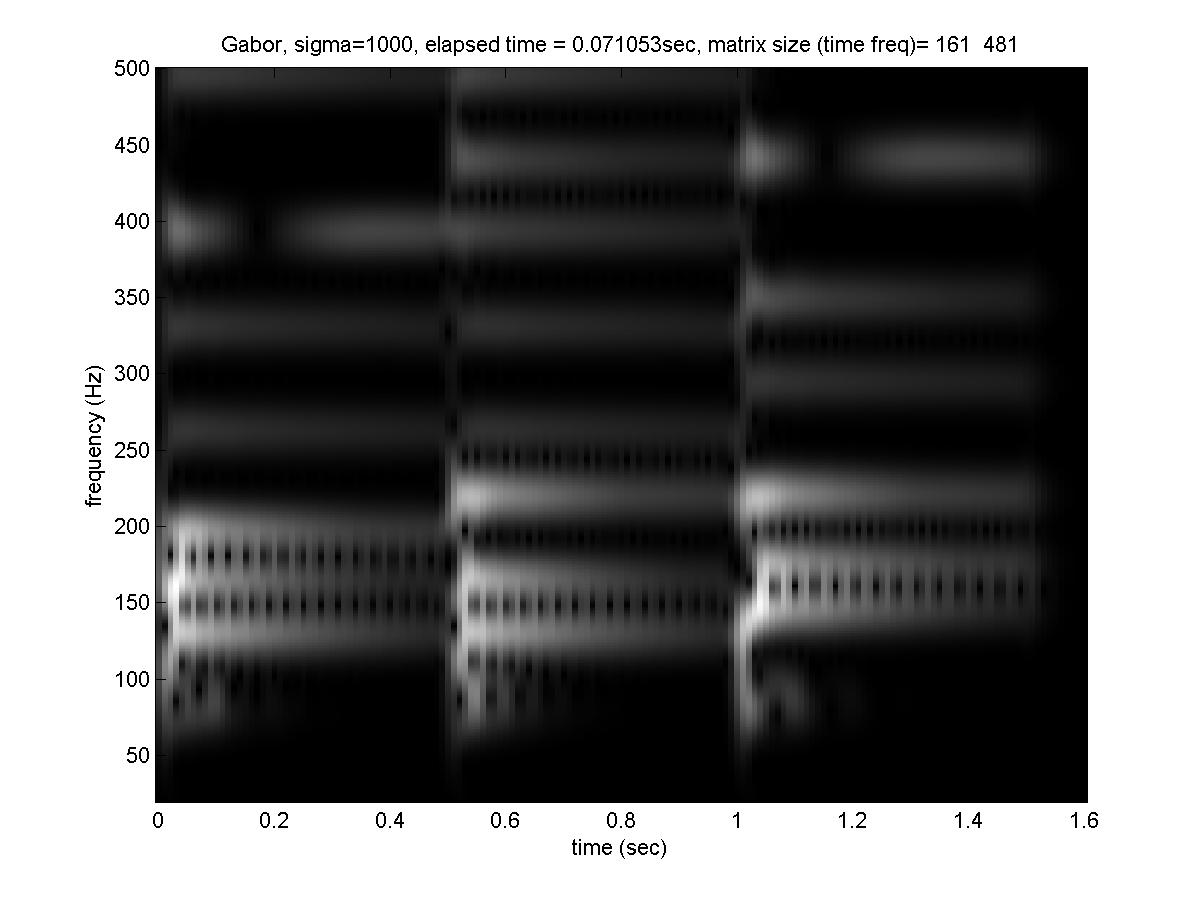 Gabor, sigma=1000, elapsed time = 0.071053sec, matrix size (time freq)= 161  481
500
450
400
350
300
250
200
150
100
50
frequency (Hz)
0 0.2 0.4 0.6 0.8 1 1.2 1.4 1.6
time (sec)